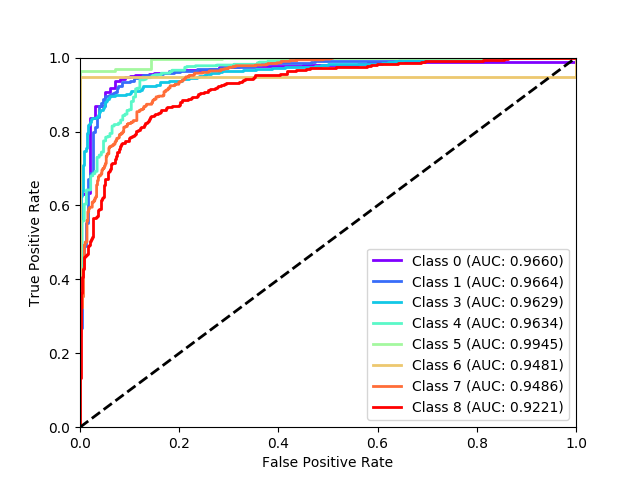 1.0
0.8
0.6
0.4
0.2
0.0
True Positive Rate
Class 0 (AUC: 0.9660)
Class 1 (AUC: 0.9664)
Class 3 (AUC: 0.9629)
Class 4 (AUC: 0.9634)
Class 5 (AUC: 0.9945)
Class 6 (AUC: 0.9481)
Class 7 (AUC: 0.9486)
Class 8 (AUC: 0.9221)
0.0 0.2 0.4 0.6 0.8 1.0
False Positive Rate